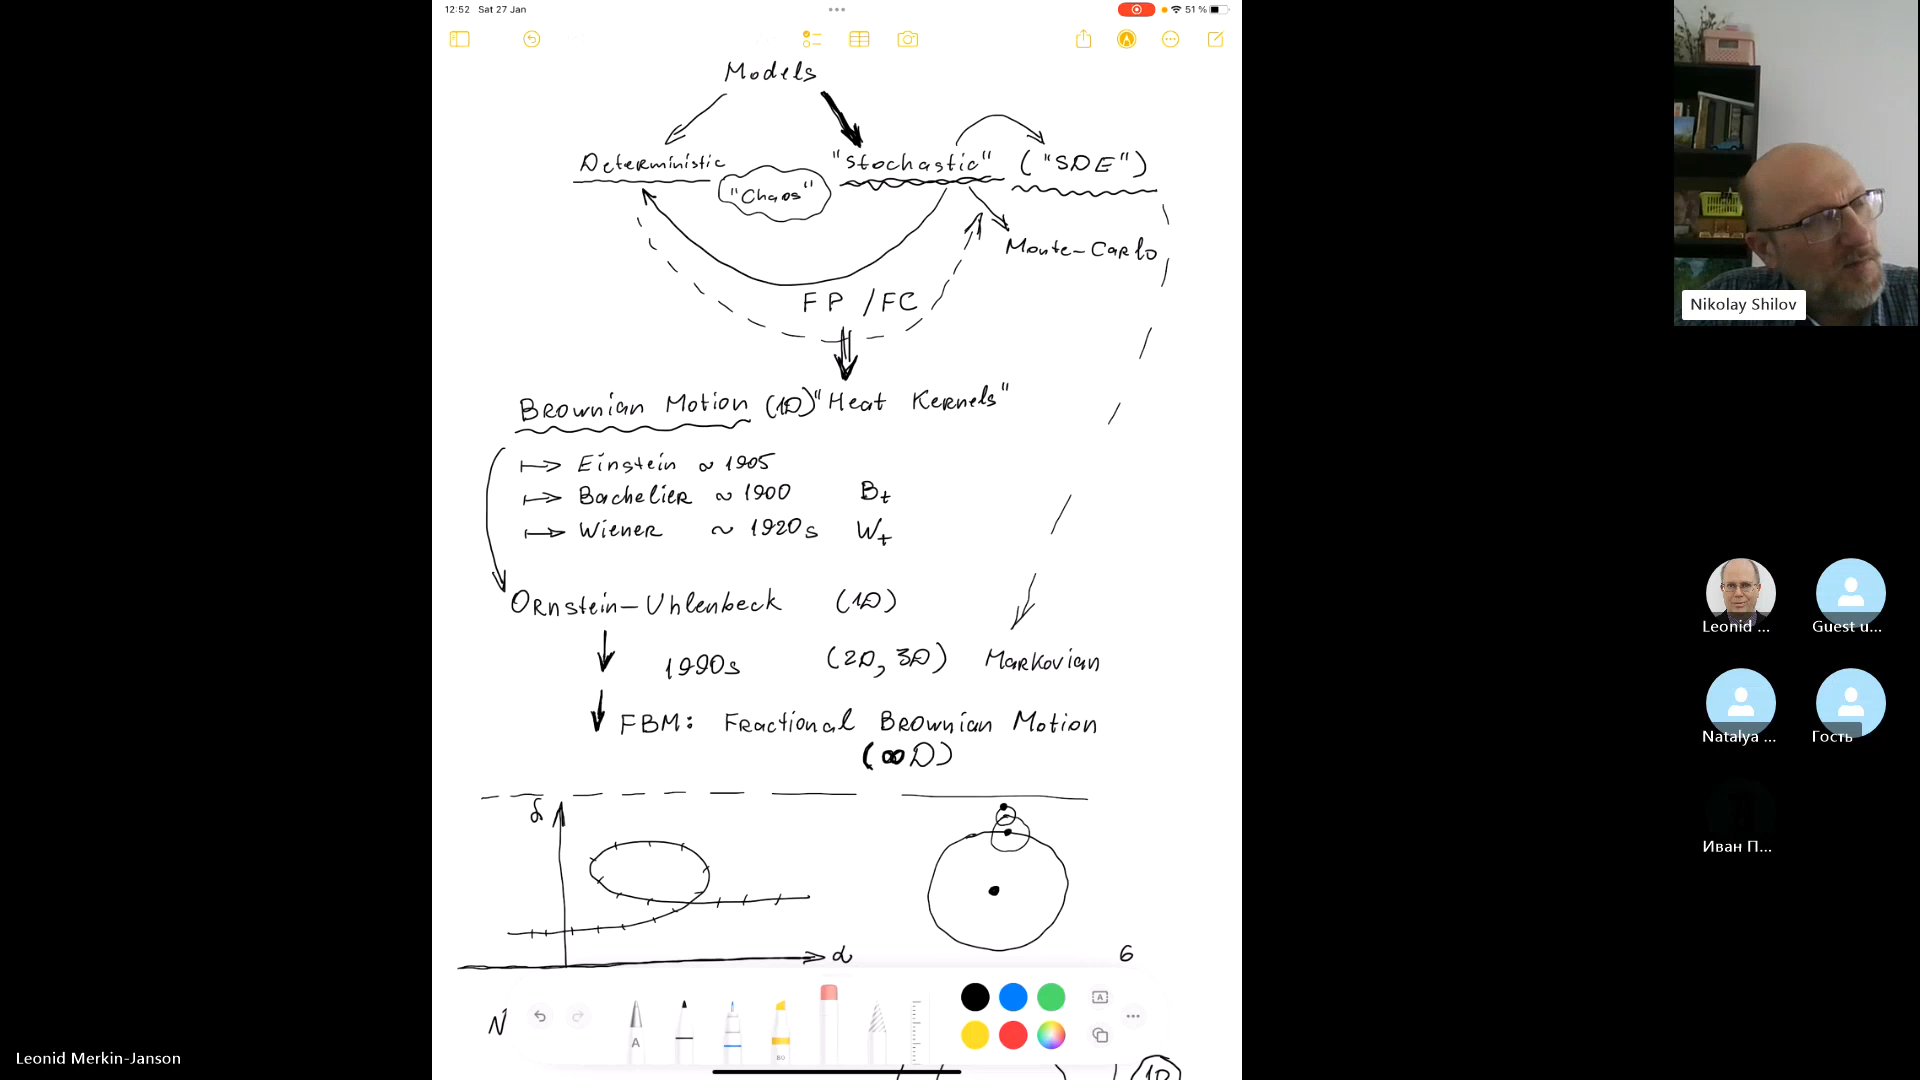 12:52 Sat 27 Jan
51 %
Models
Deterministic "Chaos" "Stochastic" ("SDE")
Monte-Carlo
FP / FC
Brownian Motion (1D) "Heat Kernels"
Einstein ~ 1905
Bachelier ~ 1900 Bt
Wiener ~ 1920s Wt
Ornstein-Uhlenbeck (1D)
1990s (2D, 3D) Markovian
FBM: Fractional Brownian Motion
(∞D)
δ
α
6
N
A
80
A
10
Nikolay Shilov
Leonid ...
Guest u...
Natalya ...
Гость
Иван П...
Leonid Merkin-Janson